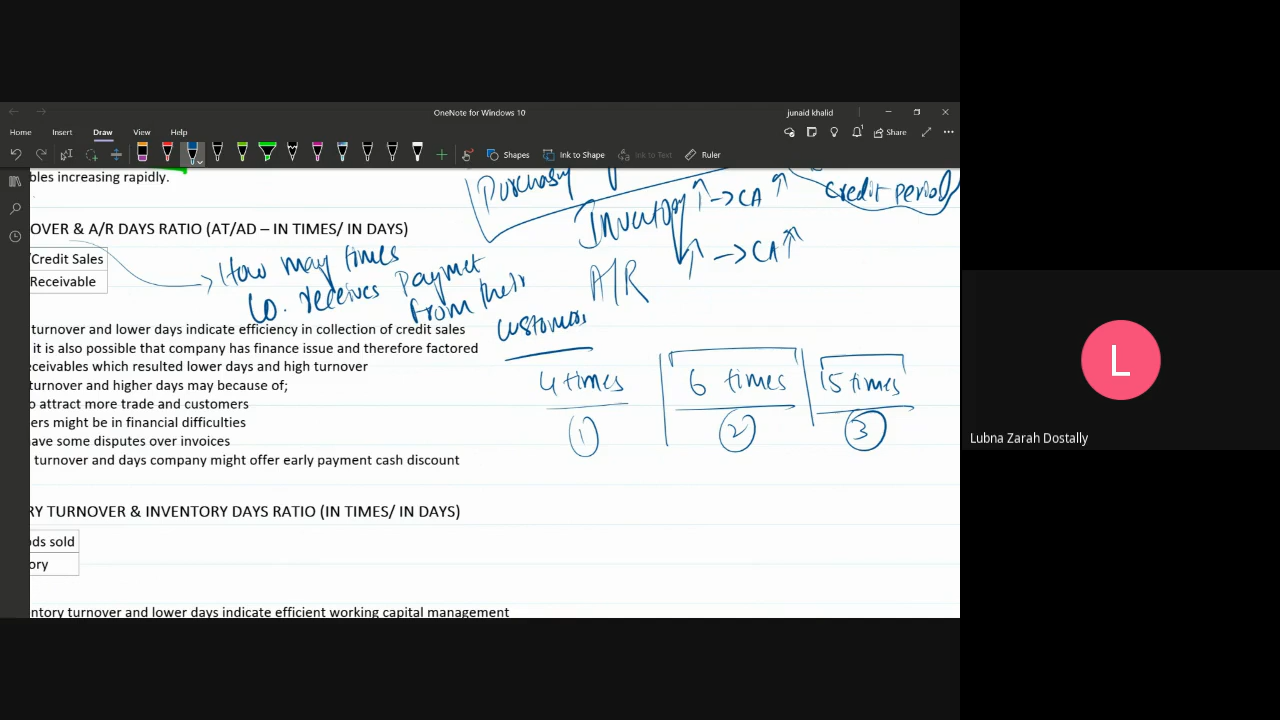 OneNote for Windows 10
junaid khalid
Home Insert Draw View Help
Share
Shapes Ink to Shape Ink to Text Ruler
bles increasing rapidly.
Purchasing
Inventory ↑ → CA ↑
credit period
OVER & A/R DAYS RATIO (AT/AD – IN TIMES/ IN DAYS)
/Credit Sales
Receivable
How may times
Co. receives Paymet
from their
customers
A/R ↑ → CA ↑
turnover and lower days indicate efficiency in collection of credit sales
it is also possible that company has finance issue and therefore factored
eceivables which resulted lower days and high turnover
turnover and higher days may because of;
o attract more trade and customers
ers might be in financial difficulties
ave some disputes over invoices
turnover and days company might offer early payment cash discount
4 times 6 times 15 times
1 2 3
RY TURNOVER & INVENTORY DAYS RATIO (IN TIMES/ IN DAYS)
ods sold
ory
ntory turnover and lower days indicate efficient working capital management
L
Lubna Zarah Dostally